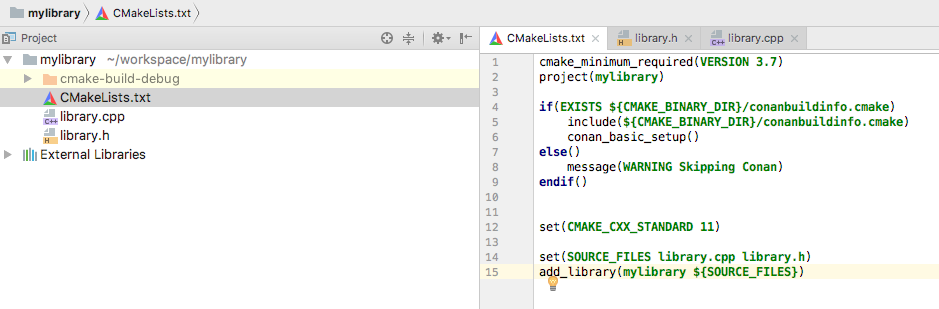 mylibrary CMakeLists.txt
Project
mylibrary ~/workspace/mylibrary
cmake-build-debug
CMakeLists.txt
library.cpp
library.h
External Libraries
CMakeLists.txt library.h library.cpp
1 cmake_minimum_required(VERSION 3.7)
2 project(mylibrary)
3
4 if(EXISTS ${CMAKE_BINARY_DIR}/conanbuildinfo.cmake)
5 include(${CMAKE_BINARY_DIR}/conanbuildinfo.cmake)
6 conan_basic_setup()
7 else()
8 message(WARNING Skipping Conan)
9 endif()
10
11
12 set(CMAKE_CXX_STANDARD 11)
13
14 set(SOURCE_FILES library.cpp library.h)
15 add_library(mylibrary ${SOURCE_FILES})